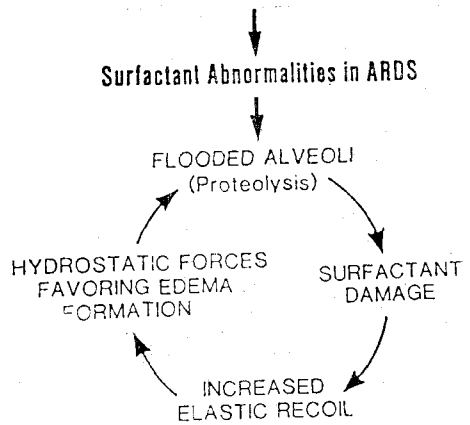 Surfactant Abnormalities in ARDS
FLOODED ALVEOLI
(Proteolysis)
SURFACTANT
DAMAGE
INCREASED
ELASTIC RECOIL
HYDROSTATIC FORCES
FAVORING EDEMA
FORMATION